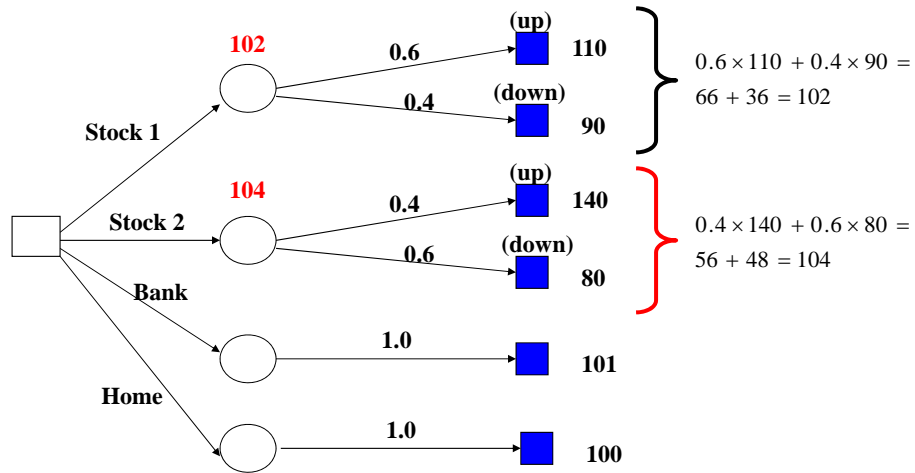 (up)
102
0.6
110
0.6 × 110 + 0.4 × 90 =
66 + 36 = 102
(down)
0.4
90
Stock 1
(up)
104
0.4
140
Stock 2
0.4 × 140 + 0.6 × 80 =
56 + 48 = 104
(down)
0.6
80
Bank
1.0
101
Home
1.0
100